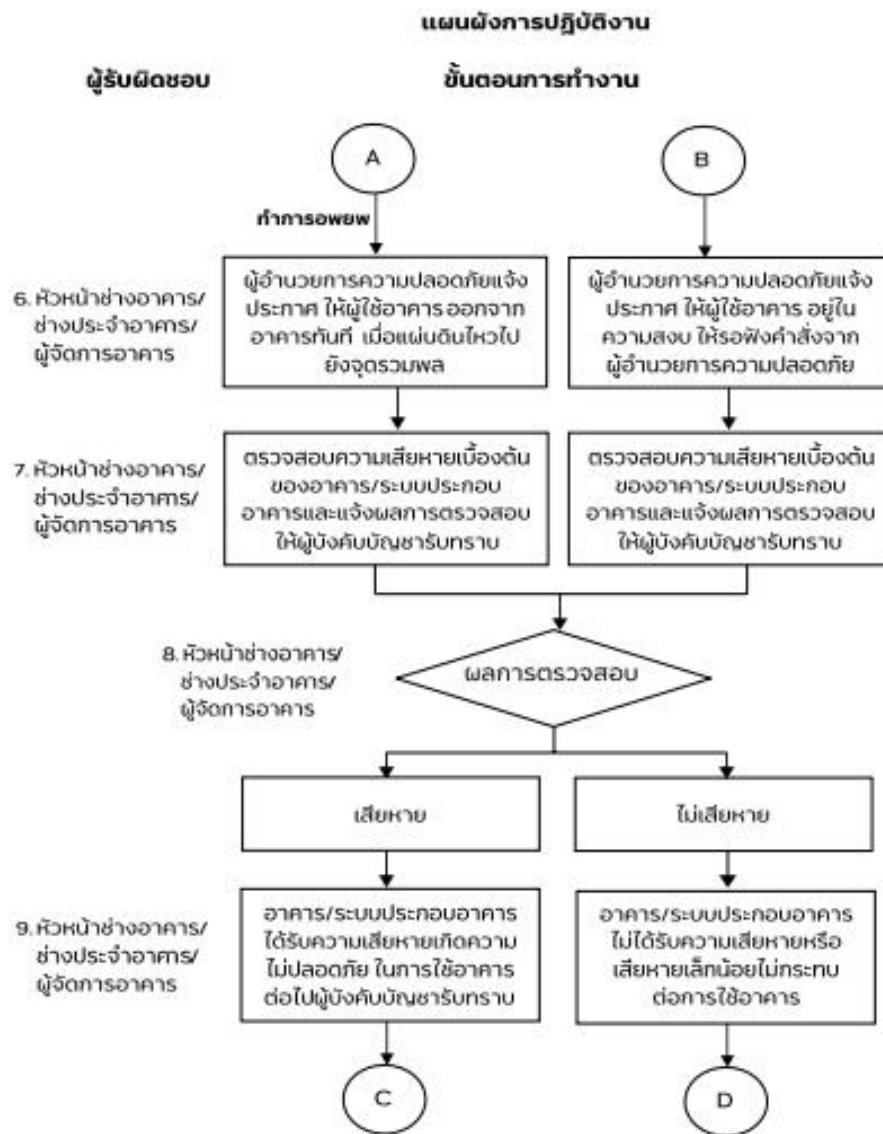 แผนผังการปฏิบัติงาน
ผู้รับผิดชอบ
ขั้นตอนการทำงาน
A
B
ทำการอพยพ
6. หัวหน้าช่างอาคาร/
ช่างประจำอาคาร/
ผู้จัดการอาคาร
ผู้อำนวยการความปลอดภัยแจ้ง
ประกาศ ให้ผู้ใช้อาคาร ออกจาก
อาคารทันที เมื่อแผ่นดินไหวไป
ยังจุดรวมพล
ผู้อำนวยการความปลอดภัยแจ้ง
ประกาศ ให้ผู้ใช้อาคาร อยู่ใน
ความสงบ ให้รอฟังคำสั่งจาก
ผู้อำนวยการความปลอดภัย
7. หัวหน้าช่างอาคาร/
ช่างประจำอาคาร/
ผู้จัดการอาคาร
ตรวจสอบความเสียหายเบื้องต้น
ของอาคาร/ระบบประกอบ
อาคารและแจ้งผลการตรวจสอบ
ให้ผู้บังคับบัญชารับทราบ
ตรวจสอบความเสียหายเบื้องต้น
ของอาคาร/ระบบประกอบ
อาคารและแจ้งผลการตรวจสอบ
ให้ผู้บังคับบัญชารับทราบ
8. หัวหน้าช่างอาคาร/
ช่างประจำอาคาร/
ผู้จัดการอาคาร
ผลการตรวจสอบ
เสียหาย
ไม่เสียหาย
9. หัวหน้าช่างอาคาร/
ช่างประจำอาคาร/
ผู้จัดการอาคาร
อาคาร/ระบบประกอบอาคาร
ได้รับความเสียหายเกิดความ
ไม่ปลอดภัย ในการใช้อาคาร
ต่อไปผู้บังคับบัญชารับทราบ
อาคาร/ระบบประกอบอาคาร
ไม่ได้รับความเสียหายหรือ
เสียหายเล็กน้อยไม่กระทบ
ต่อการใช้อาคาร
C
D